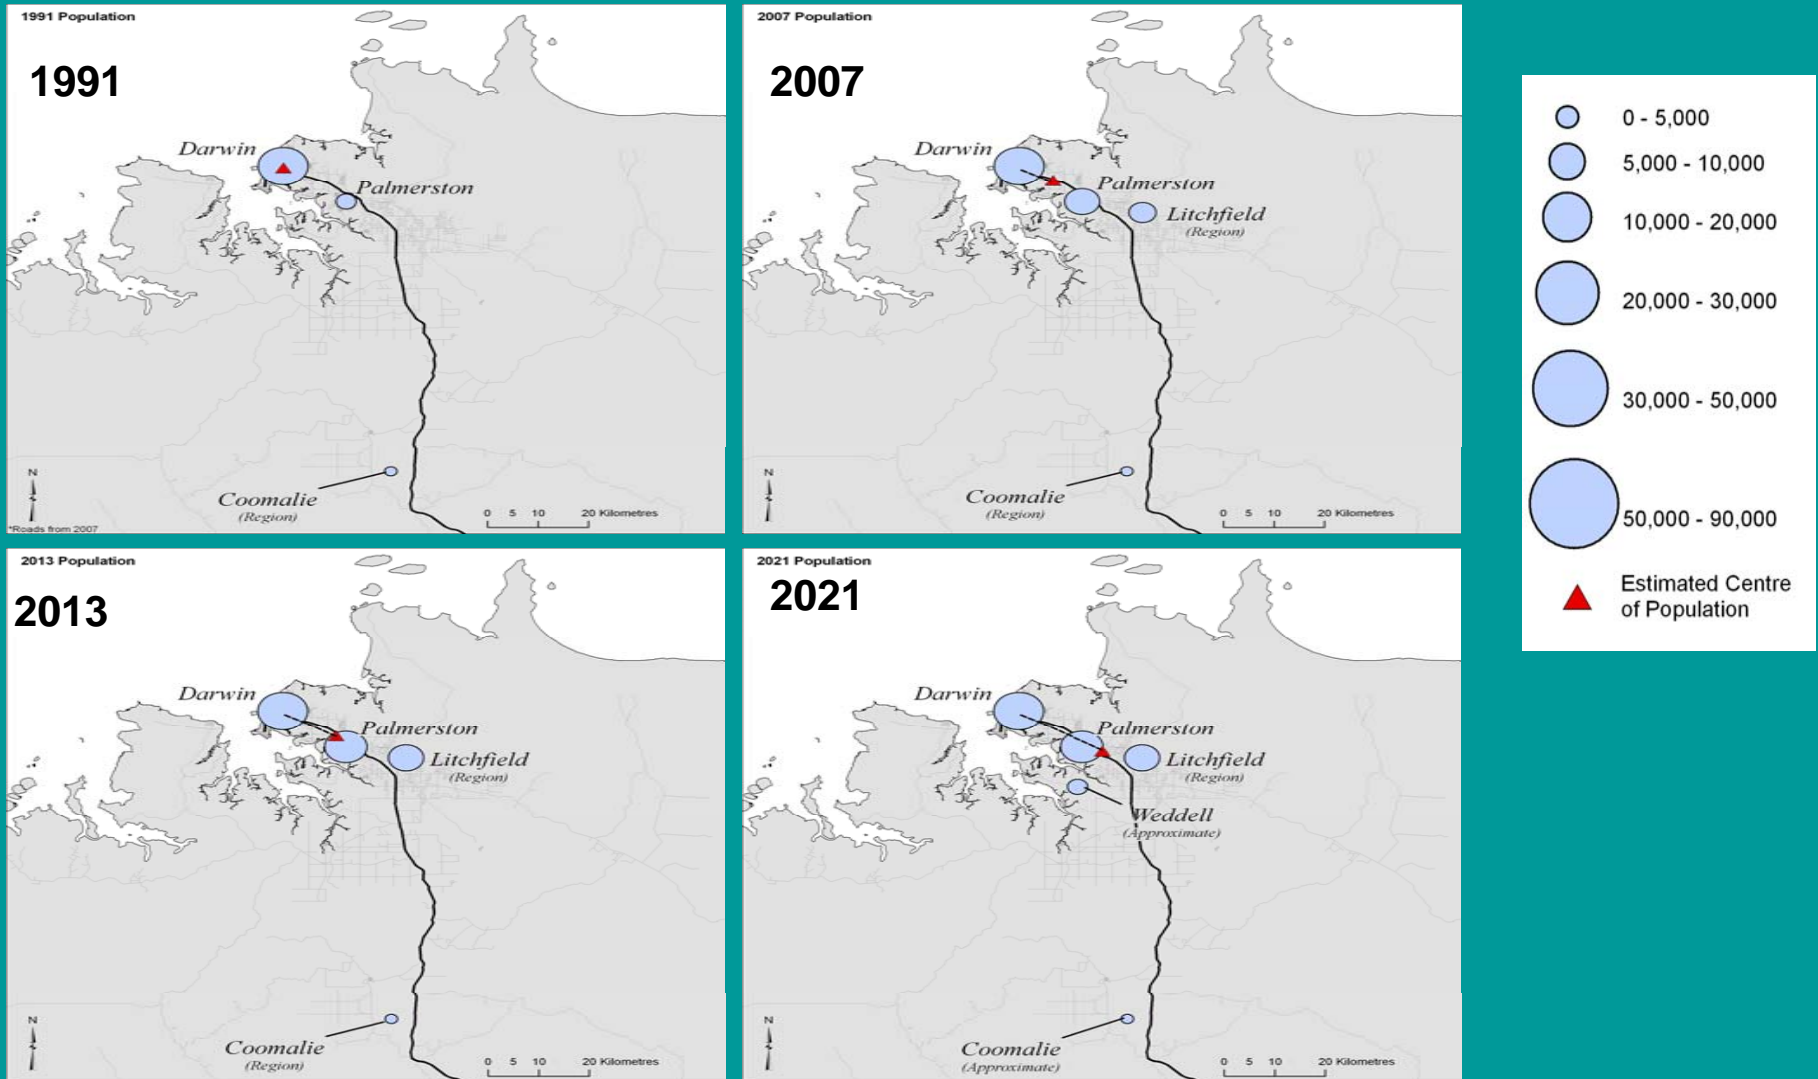 1991 Population
1991
Darwin
Palmerston
Coomalie
(Region)
N
*Roads from 2007
0 5 10 20 Kilometres
2007 Population
2007
Darwin
Palmerston
Litchfield
(Region)
Coomalie
(Region)
N
0 5 10 20 Kilometres
2013 Population
2013
Darwin
Palmerston
Litchfield
(Region)
Coomalie
(Region)
N
0 5 10 20 Kilometres
2021 Population
2021
Darwin
Palmerston
Litchfield
(Region)
Weddell
(Approximate)
Coomalie
(Approximate)
N
0 5 10 20 Kilometres
0 - 5,000
5,000 - 10,000
10,000 - 20,000
20,000 - 30,000
30,000 - 50,000
50,000 - 90,000
Estimated Centre
of Population